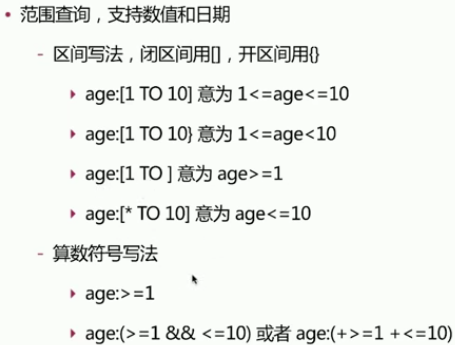 • 范围查询，支持数值和日期
- 区间写法，闭区间用[]，开区间用{}
age:[1 TO 10] 意为 1<=age<=10
age:[1 TO 10} 意为 1<=age<10
age:[1 TO ] 意为 age>=1
age:[* TO 10] 意为 age<=10
- 算数符号写法
age:>=1
age:(>=1 && <=10) 或者 age:(+>=1 +<=10)